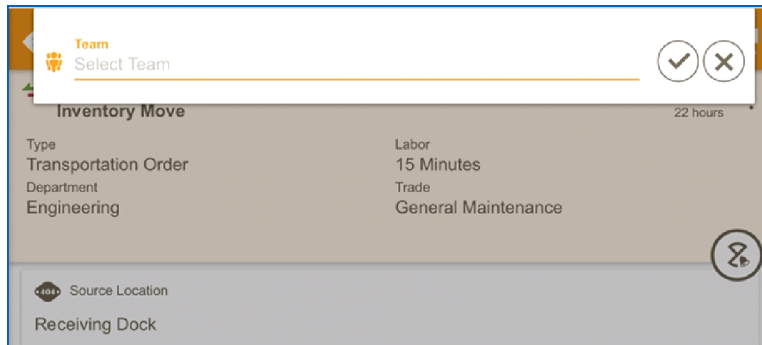 Team
Select Team
Inventory Move
22 hours
Type
Transportation Order
Labor
15 Minutes
Department
Engineering
Trade
General Maintenance
404
Source Location
Receiving Dock